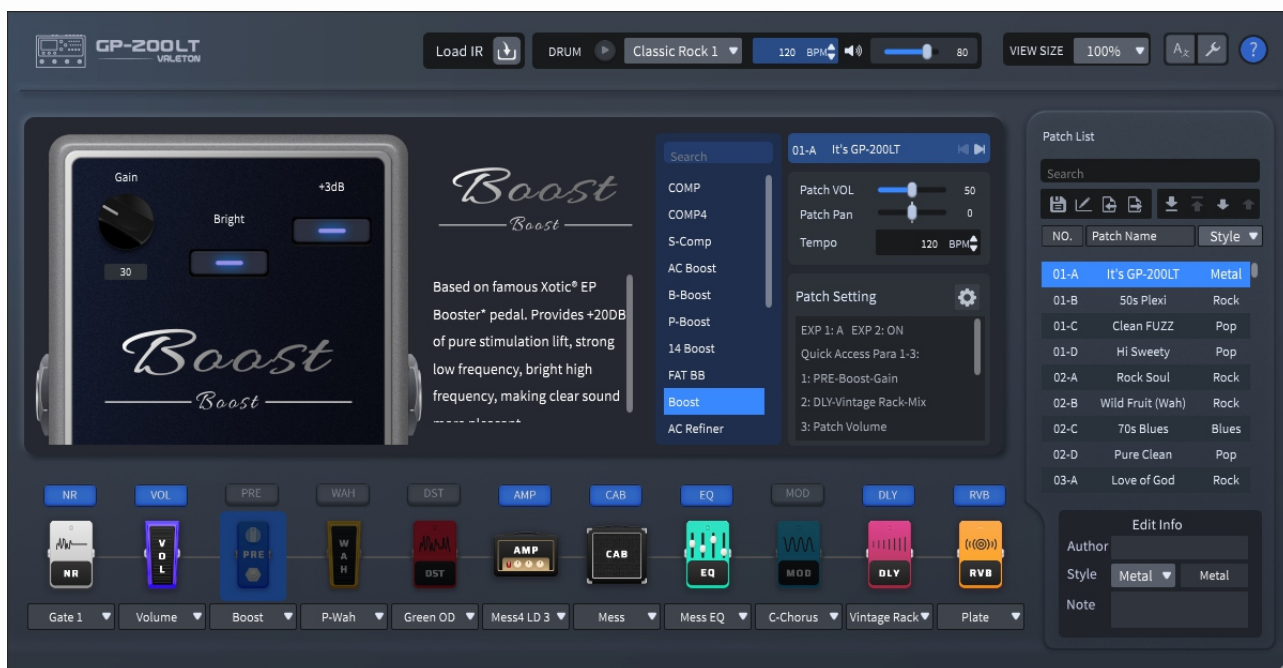 GP-200LT
VALETON
Load IR
DRUM
Classic Rock 1
120 BPM
80
VIEW SIZE
100%
?
Gain
30
Bright
+3dB
Boost
Boost
Boost
Boost
Based on famous Xotic® EP
Booster* pedal. Provides +20DB
of pure stimulation lift, strong
low frequency, bright high
frequency, making clear sound
Search
COMP
COMP4
S-Comp
AC Boost
B-Boost
P-Boost
14 Boost
FAT BB
Boost
AC Refiner
01-A It's GP-200LT
Patch VOL 50
Patch Pan 0
Tempo 120 BPM
Patch Setting
EXP 1: A EXP 2: ON
Quick Access Para 1-3:
1: PRE-Boost-Gain
2: DLY-Vintage Rack-Mix
3: Patch Volume
Patch List
Search
NO. Patch Name Style
01-A It's GP-200LT Metal
01-B 50s Plexi Rock
01-C Clean FUZZ Pop
01-D Hi Sweety Pop
02-A Rock Soul Rock
02-B Wild Fruit (Wah) Rock
02-C 70s Blues Blues
02-D Pure Clean Pop
03-A Love of God Rock
Edit Info
Author
Style Metal Metal
Note
NR VOL PRE WAH DST AMP CAB EQ MOD DLY RVB
NR VOL PRE WAH DST AMP CAB EQ MOD DLY RVB
Gate 1 Volume Boost P-Wah Green OD Mess4 LD 3 Mess Mess EQ C-Chorus Vintage Rack Plate